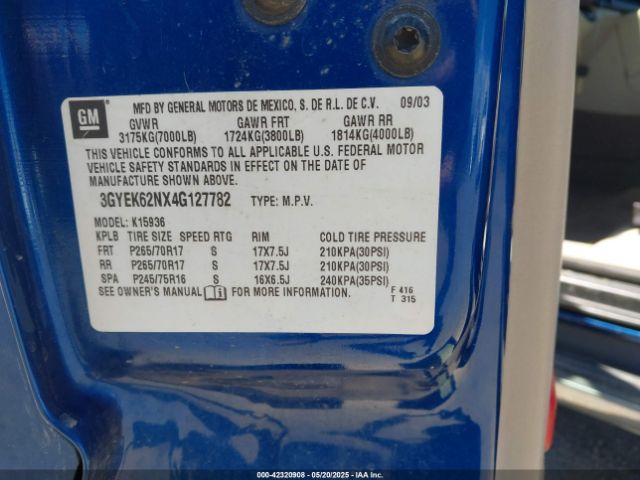 GM
MFD BY GENERAL MOTORS DE MEXICO, S. DE R.L. DE C.V. 09/03
GVWR GAWR FRT GAWR RR
3175KG(7000LB) 1724KG(3800LB) 1814KG(4000LB)
THIS VEHICLE CONFORMS TO ALL APPLICABLE U.S. FEDERAL MOTOR
VEHICLE SAFETY STANDARDS IN EFFECT ON THE DATE OF
MANUFACTURE SHOWN ABOVE.
3GYEK62NX4G127782 TYPE: M.P.V.
MODEL: K15936
KPLB TIRE SIZE SPEED RTG RIM COLD TIRE PRESSURE
FRT P265/70R17 S 17X7.5J 210KPA(30PSI)
RR P265/70R17 S 17X7.5J 210KPA(30PSI)
SPA P245/75R16 S 16X6.5J 240KPA(35PSI)
SEE OWNER'S MANUAL FOR MORE INFORMATION
F 416
T 315
00-42320908 - 05/20/2025 - IAAI.COM